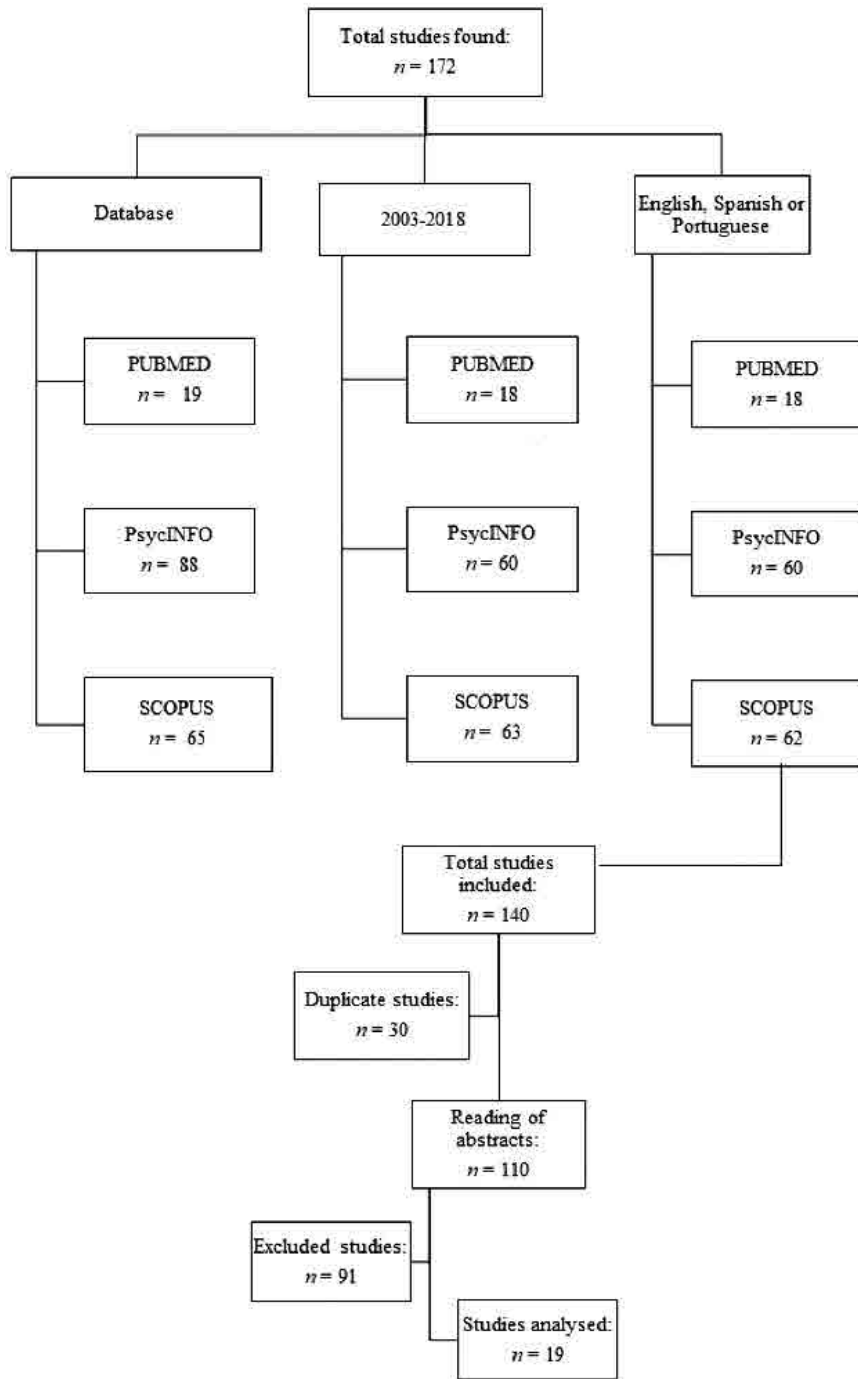 Total studies found:
n = 172
Database
2003-2018
English, Spanish or
Portuguese
PUBMED
n = 19
PUBMED
n = 18
PUBMED
n = 18
PsycINFO
n = 88
PsycINFO
n = 60
PsycINFO
n = 60
SCOPUS
n = 65
SCOPUS
n = 63
SCOPUS
n = 62
Total studies
included:
n = 140
Duplicate studies:
n = 30
Reading of
abstracts:
n = 110
Excluded studies:
n = 91
Studies analysed:
n = 19